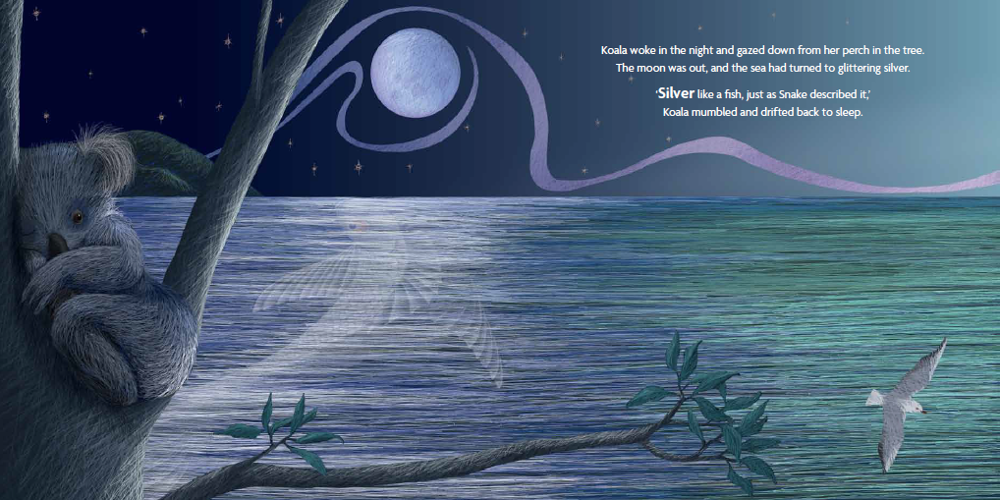 Koala woke in the night and gazed down from her perch in the tree.
The moon was out, and the sea had turned to glittering silver.
‘Silver like a fish, just as Snake described it,’
Koala mumbled and drifted back to sleep.